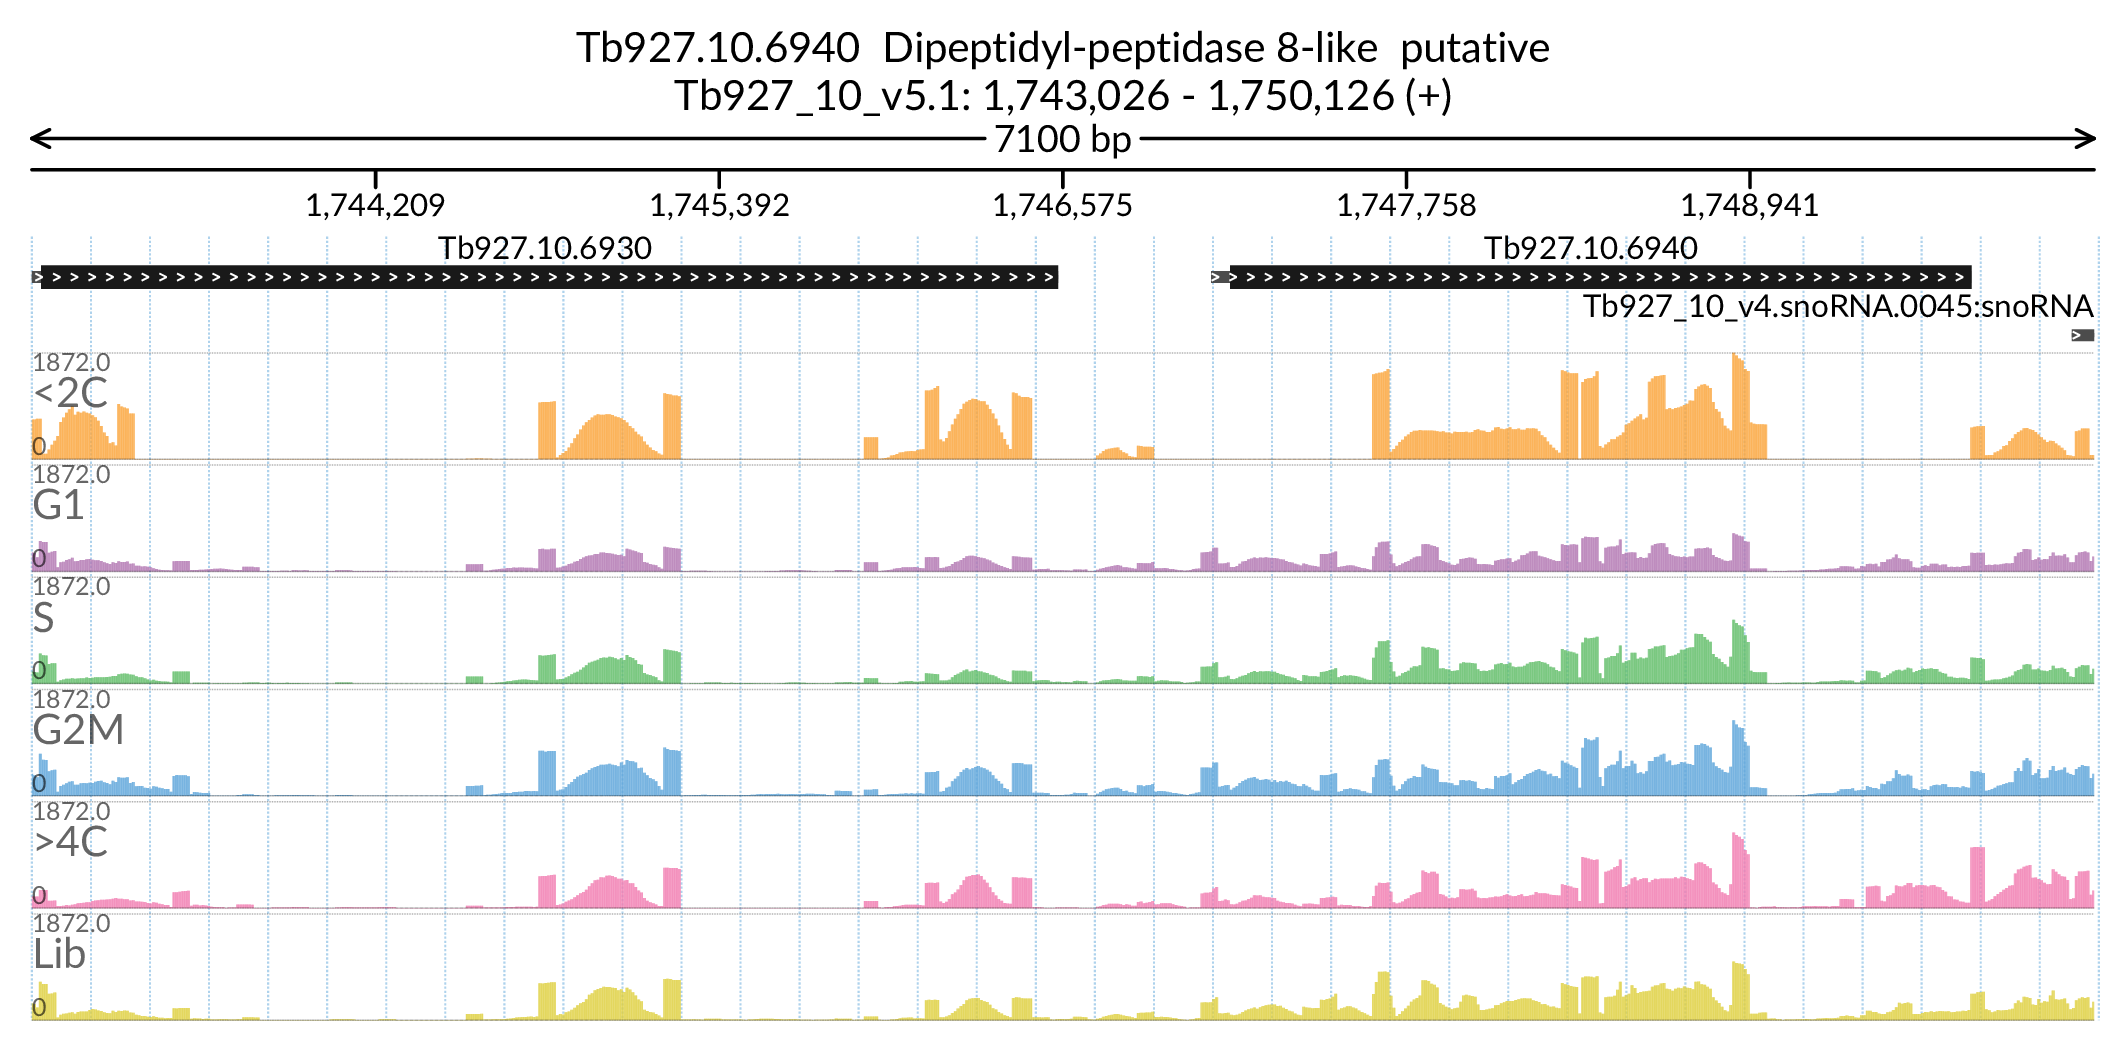 Tb927.10.6940  Dipeptidyl-peptidase 8-like  putative
Tb927_10_v5.1: 1,743,026 - 1,750,126 (+)
7100 bp
1,744,209 1,745,392 1,746,575 1,747,758 1,748,941
Tb927.10.6930 Tb927.10.6940
Tb927_10_v4.snoRNA.0045:snoRNA
1872.0
<2C
0
1872.0
G1
0
1872.0
S
0
1872.0
G2M
0
1872.0
>4C
0
1872.0
Lib
0